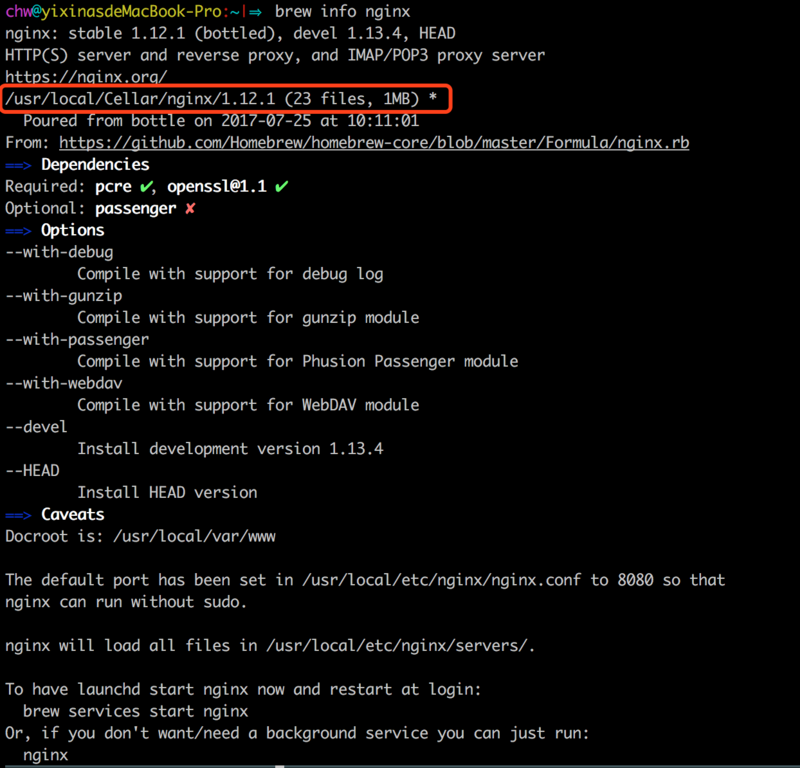 chw@yixinasdeMacBook-Pro:~|⇒ brew info nginx
nginx: stable 1.12.1 (bottled), devel 1.13.4, HEAD
HTTP(S) server and reverse proxy, and IMAP/POP3 proxy server
https://nginx.org/
/usr/local/Cellar/nginx/1.12.1 (23 files, 1MB) *
  Poured from bottle on 2017-07-25 at 10:11:01
From: https://github.com/Homebrew/homebrew-core/blob/master/Formula/nginx.rb
==> Dependencies
Required: pcre ✔, openssl@1.1 ✔
Optional: passenger ✘
==> Options
--with-debug
        Compile with support for debug log
--with-gunzip
        Compile with support for gunzip module
--with-passenger
        Compile with support for Phusion Passenger module
--with-webdav
        Compile with support for WebDAV module
--devel
        Install development version 1.13.4
--HEAD
        Install HEAD version
==> Caveats
Docroot is: /usr/local/var/www

The default port has been set in /usr/local/etc/nginx/nginx.conf to 8080 so that
nginx can run without sudo.

nginx will load all files in /usr/local/etc/nginx/servers/.

To have launchd start nginx now and restart at login:
  brew services start nginx
Or, if you don't want/need a background service you can just run:
  nginx